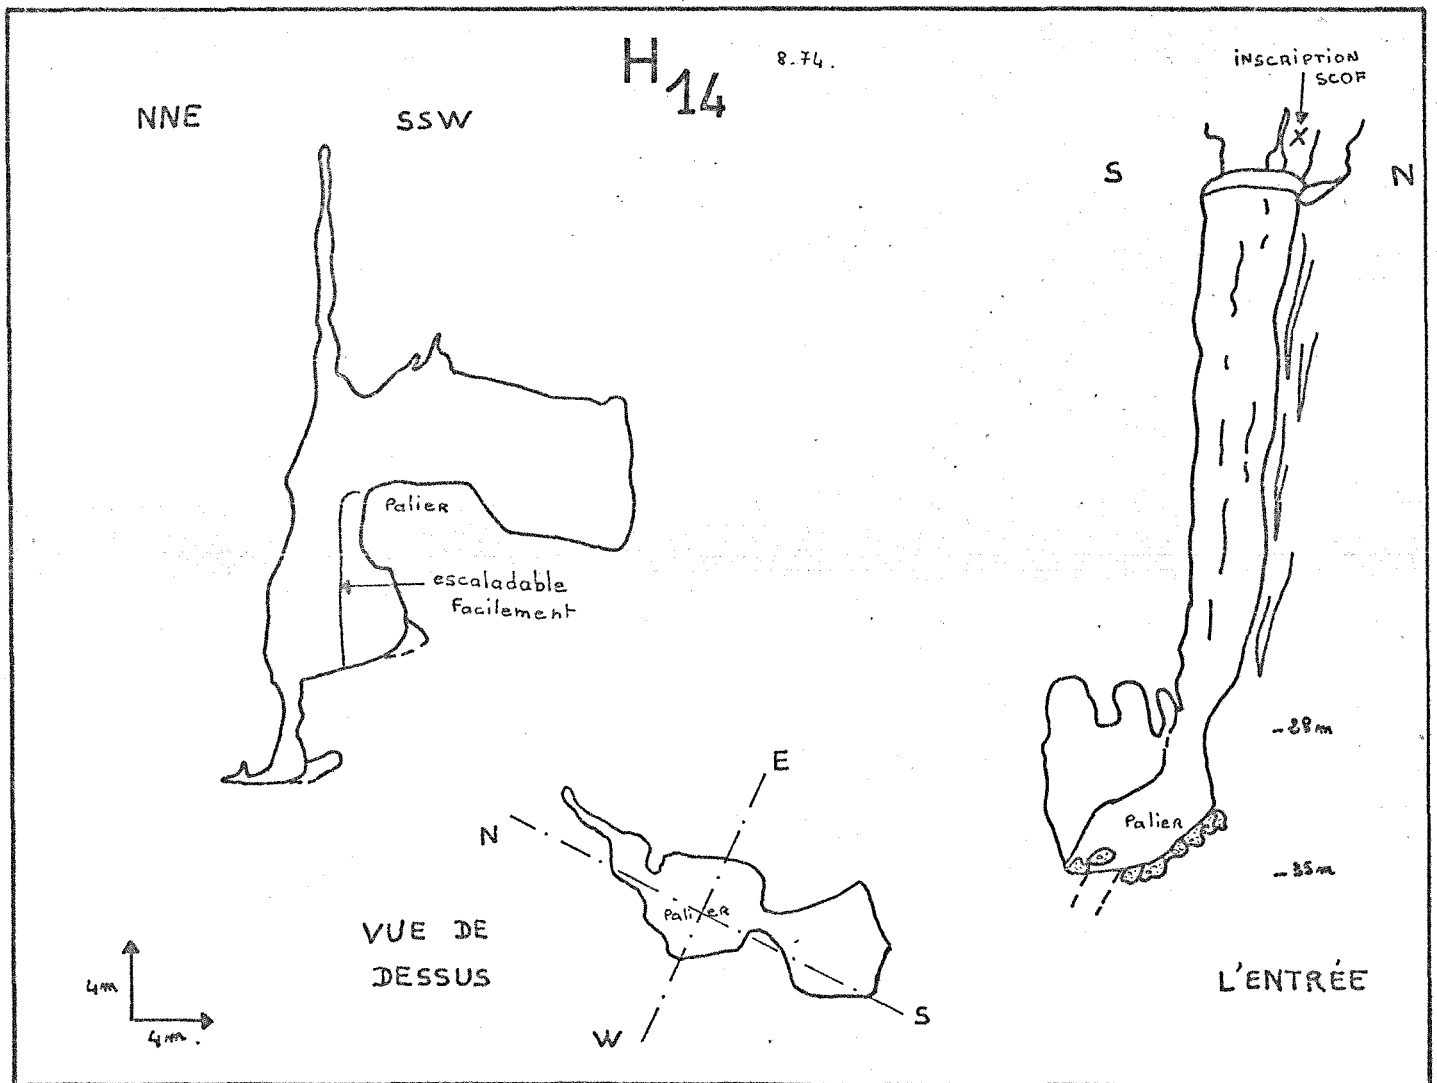 H14
8-74.
INSCRIPTION
SCOF
NNE
SSW
S
N
Palier
escaladable
facilement
-28m
Palier
-35m
E
N
Palier
S
W
VUE DE
DESSUS
4m
4m.
L'ENTRÉE